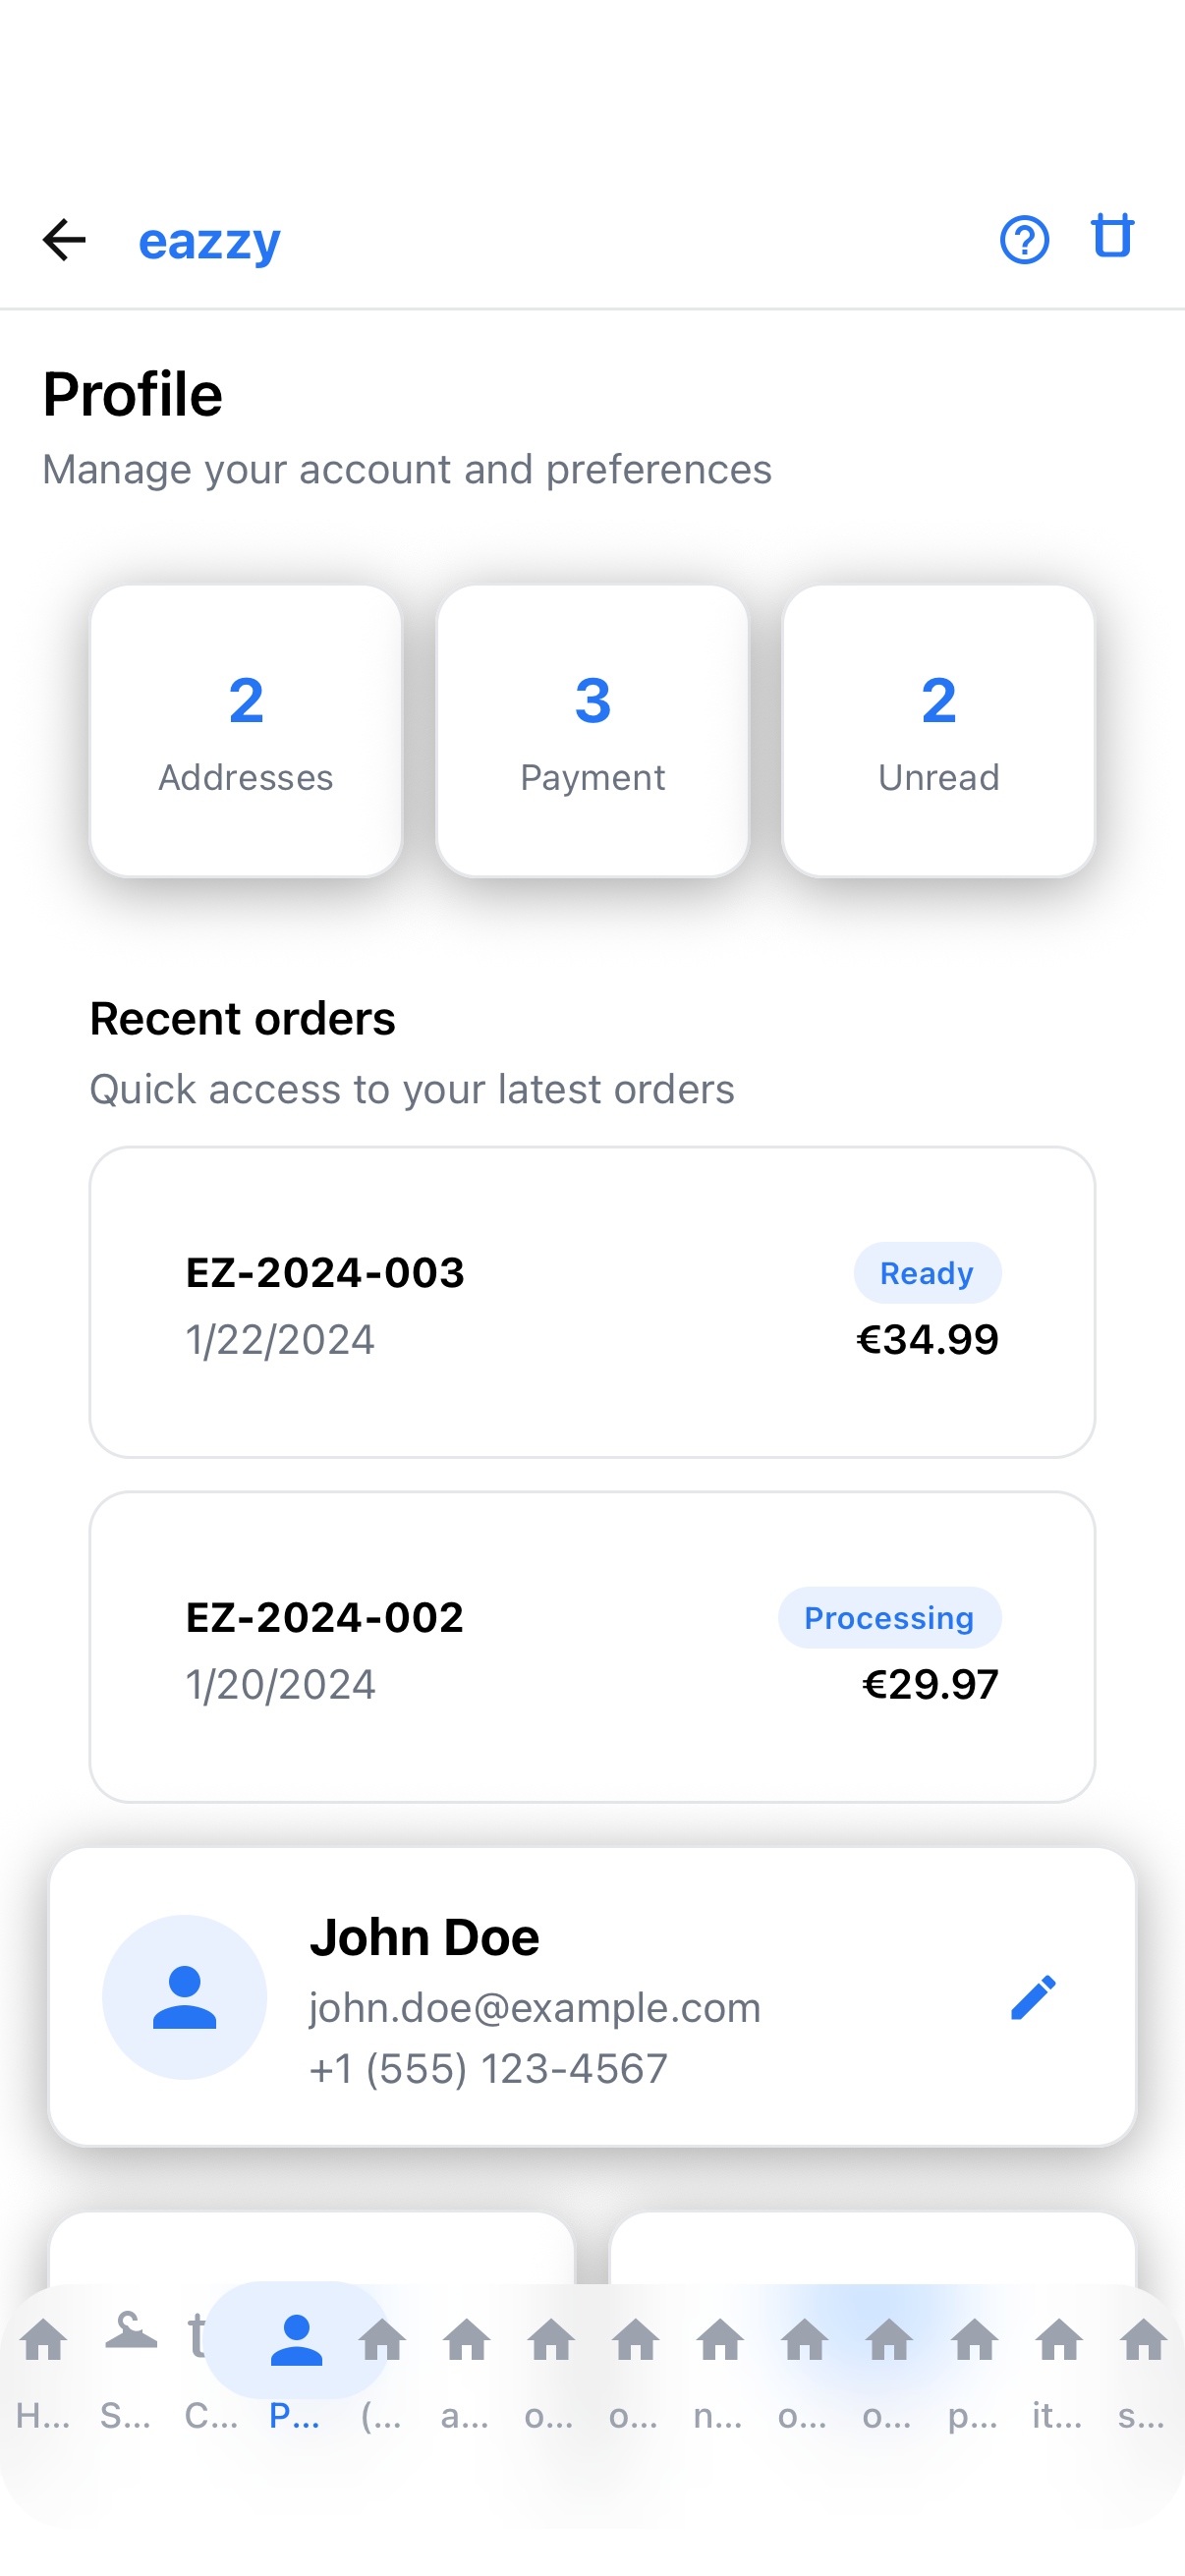 eazzy
Profile
Manage your account and preferences
2
Addresses
3
Payment
2
Unread
Recent orders
Quick access to your latest orders
EZ-2024-003
Ready
1/22/2024
€34.99
EZ-2024-002
Processing
1/20/2024
€29.97
John Doe
john.doe@example.com
+1 (555) 123-4567
t
H... S... C... P... (... a... o... o... n... o... o... p... it... s...